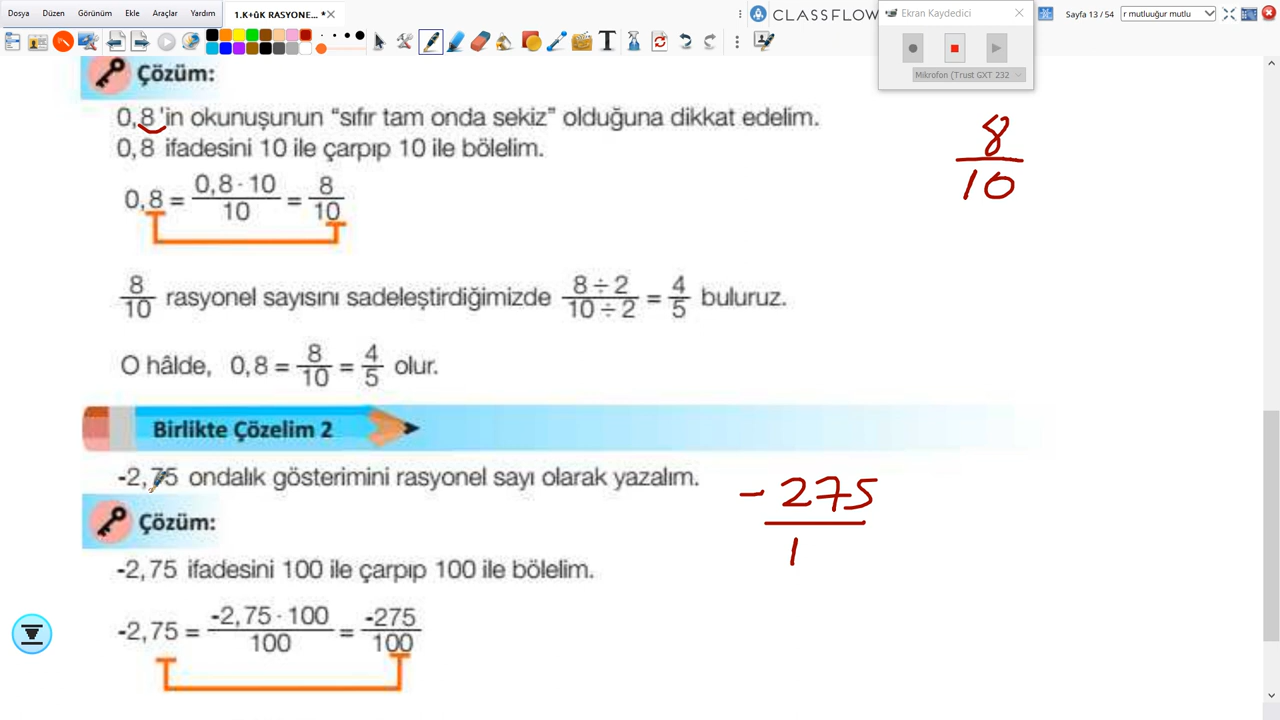 Dosya Düzen Görünüm Ekle Araçlar Yardım
1.K+ûK RASYONE... *
CLASSFLOW
Ekran Kaydedici
Sayfa 13 / 54
r mutluuğur mutlu
Mikrofon (Trust GXT 232
Çözüm:
0,8 'in okunuşunun “sıfır tam onda sekiz” olduğuna dikkat edelim.
0,8 ifadesini 10 ile çarpıp 10 ile bölelim.
0,8 = 0,8 · 10 / 10 = 8 / 10
8 / 10
8/10 rasyonel sayısını sadeleştirdiğimizde 8 ÷ 2 / 10 ÷ 2 = 4/5 buluruz.
O hâlde, 0,8 = 8/10 = 4/5 olur.
Birlikte Çözelim 2
-2,75 ondalık gösterimini rasyonel sayı olarak yazalım.
- 275 / 1
Çözüm:
-2,75 ifadesini 100 ile çarpıp 100 ile bölelim.
-2,75 = -2,75 · 100 / 100 = -275 / 100